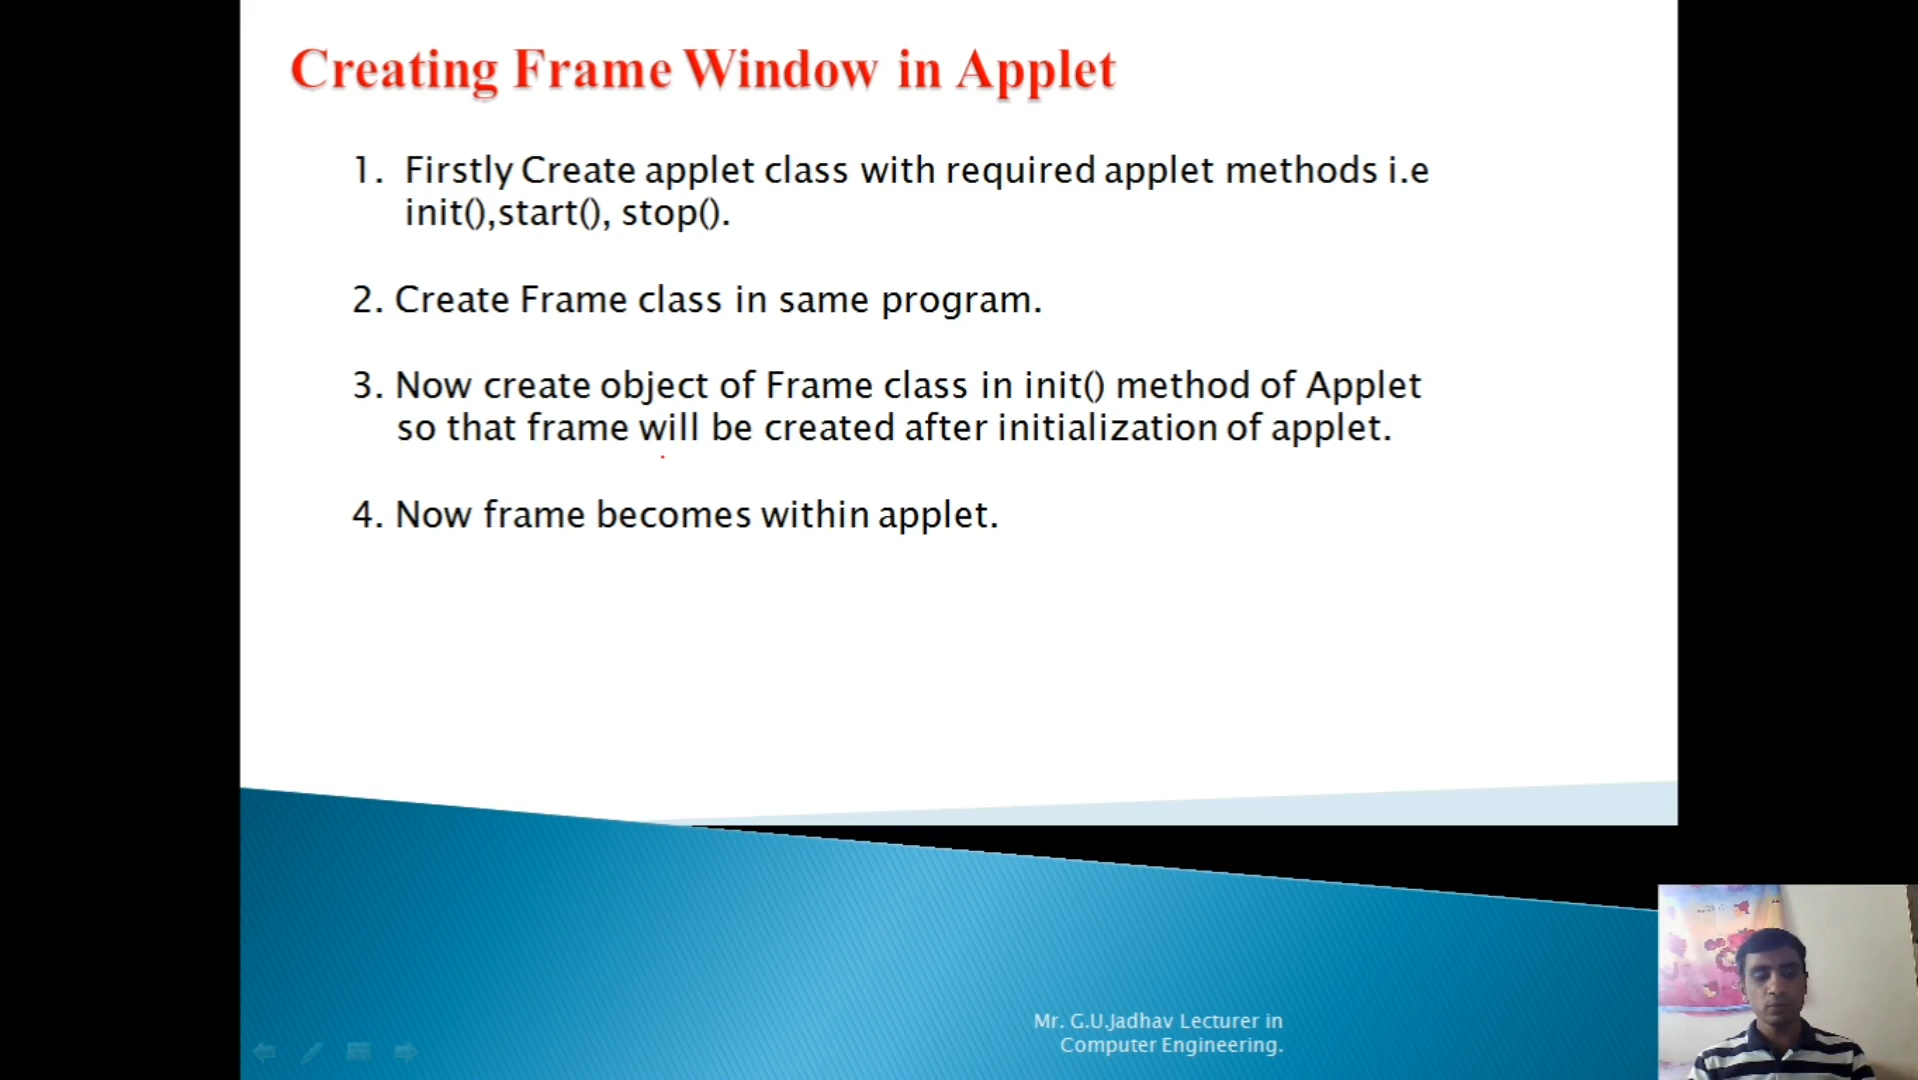 Creating Frame Window in Applet
1. Firstly Create applet class with required applet methods i.e
init(),start(), stop().
2. Create Frame class in same program.
3. Now create object of Frame class in init() method of Applet
so that frame will be created after initialization of applet.
4. Now frame becomes within applet.
Mr. G.U.Jadhav Lecturer in
Computer Engineering.